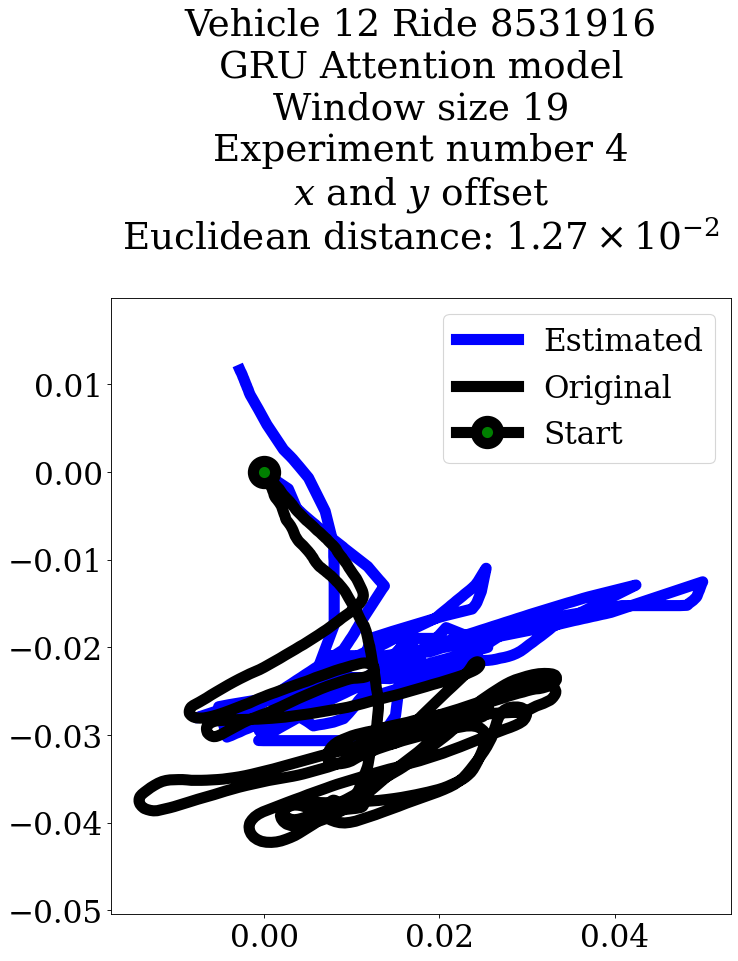 Vehicle 12 Ride 8531916
GRU Attention model
Window size 19
Experiment number 4
x and y offset
Euclidean distance: 1.27 × 10⁻²
Estimated
Original
Start
0.01
0.00
−0.01
−0.02
−0.03
−0.04
−0.05
0.00 0.02 0.04